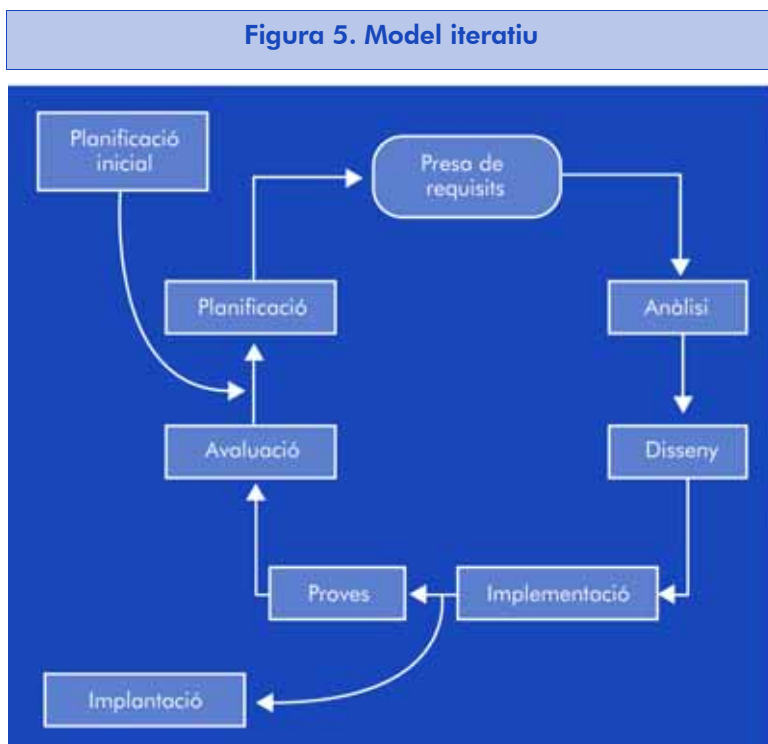 Figura 5. Model iteratiu
Planificació
inicial
Presa de
requisits
Planificació
Anàlisi
Avaluació
Disseny
Proves
Implementació
Implantació